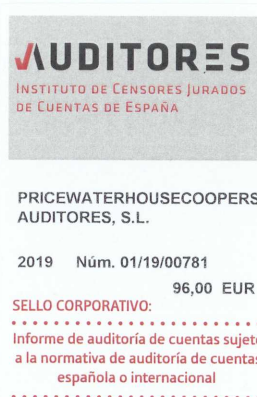 AUDITORES
INSTITUTO DE CENSORES JURADOS
DE CUENTAS DE ESPAÑA
PRICEWATERHOUSECOOPERS
AUDITORES, S.L.
2019 Núm. 01/19/00781
96,00 EUR
SELLO CORPORATIVO:
Informe de auditoría de cuentas sujeto
a la normativa de auditoría de cuentas
española o internacional